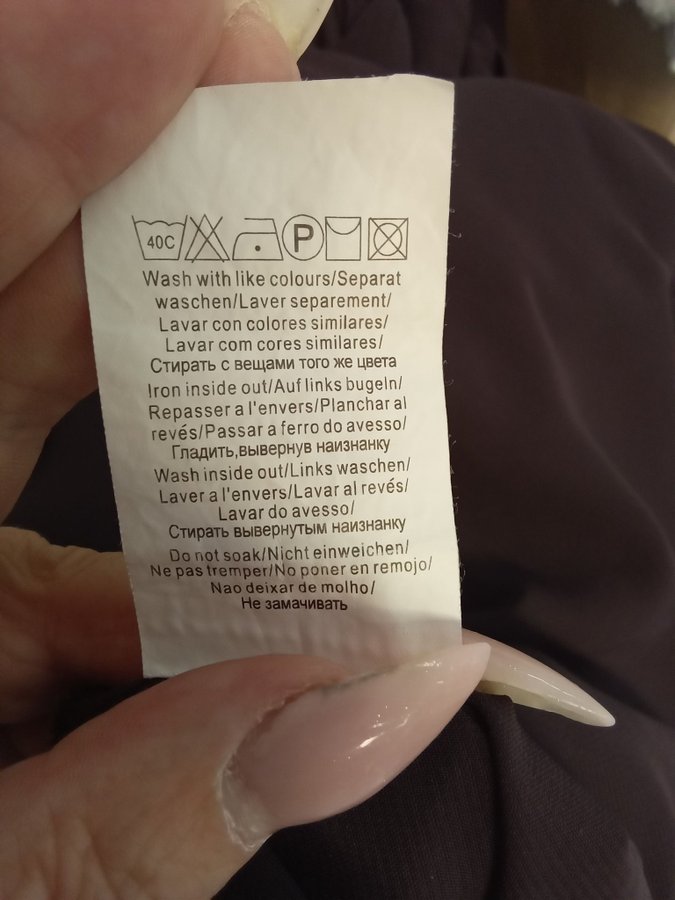 40C P
Wash with like colours/Separat
waschen/Laver separement/
Lavar con colores similares/
Lavar com cores similares/
Стирать с вещами того же цвета
Iron inside out/Auf links bugeln/
Repasser a l'envers/Planchar al
revés/Passar a ferro do avesso/
Гладить,вывернув наизнанку
Wash inside out/Links waschen/
Laver a l'envers/Lavar al revés/
Lavar do avesso/
Стирать вывернутым наизнанку
Do not soak/Nicht einweichen/
Ne pas tremper/No poner en remojo/
Nao deixar de molho/
Не замачивать